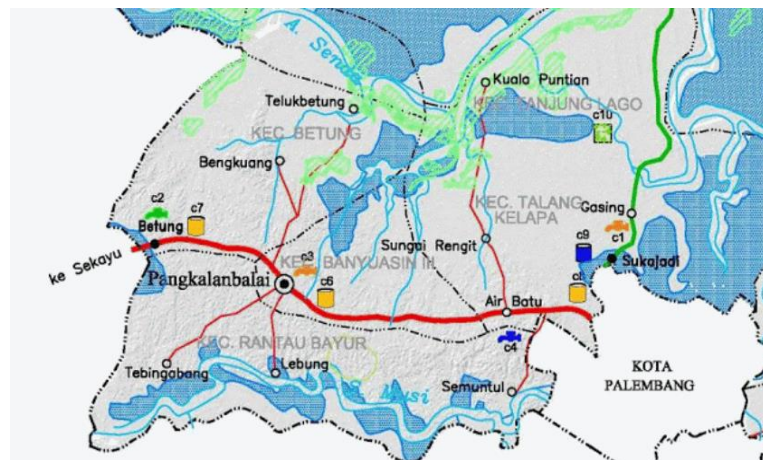 A. Senda
Kuala Puntian
Telukbetung
KEC. TANJUNG LAGO
c10
KEC. BETUNG
Bengkuang
KEC. TALANG
KELAPA
c2
c7
Gasing
Betung
c9
c1
Sungai Rengit
ke Sekayu
c3
KEC. BANYUASIN III
Sukajadi
Pangkalanbalai
c6
Air Batu
KEC. RANTAU BAYUR
c4
Tebingabang
Lebung
KOTA
PALEMBANG
S. Musi
Semuntul